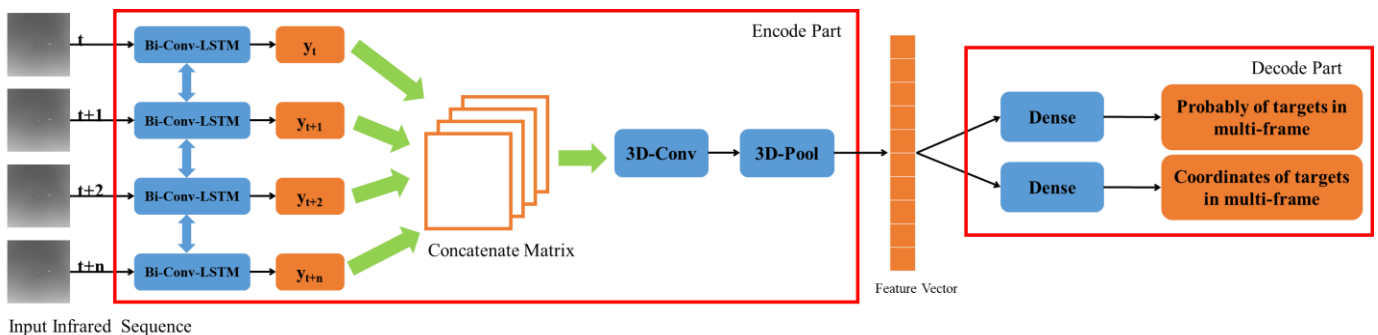 t
Bi-Conv-LSTM
yt
t+1
Bi-Conv-LSTM
yt+1
t+2
Bi-Conv-LSTM
yt+2
t+n
Bi-Conv-LSTM
yt+n
Input Infrared Sequence
Encode Part
Concatenate Matrix
3D-Conv
3D-Pool
Feature Vector
Decode Part
Dense
Probably of targets in
multi-frame
Dense
Coordinates of targets
in multi-frame